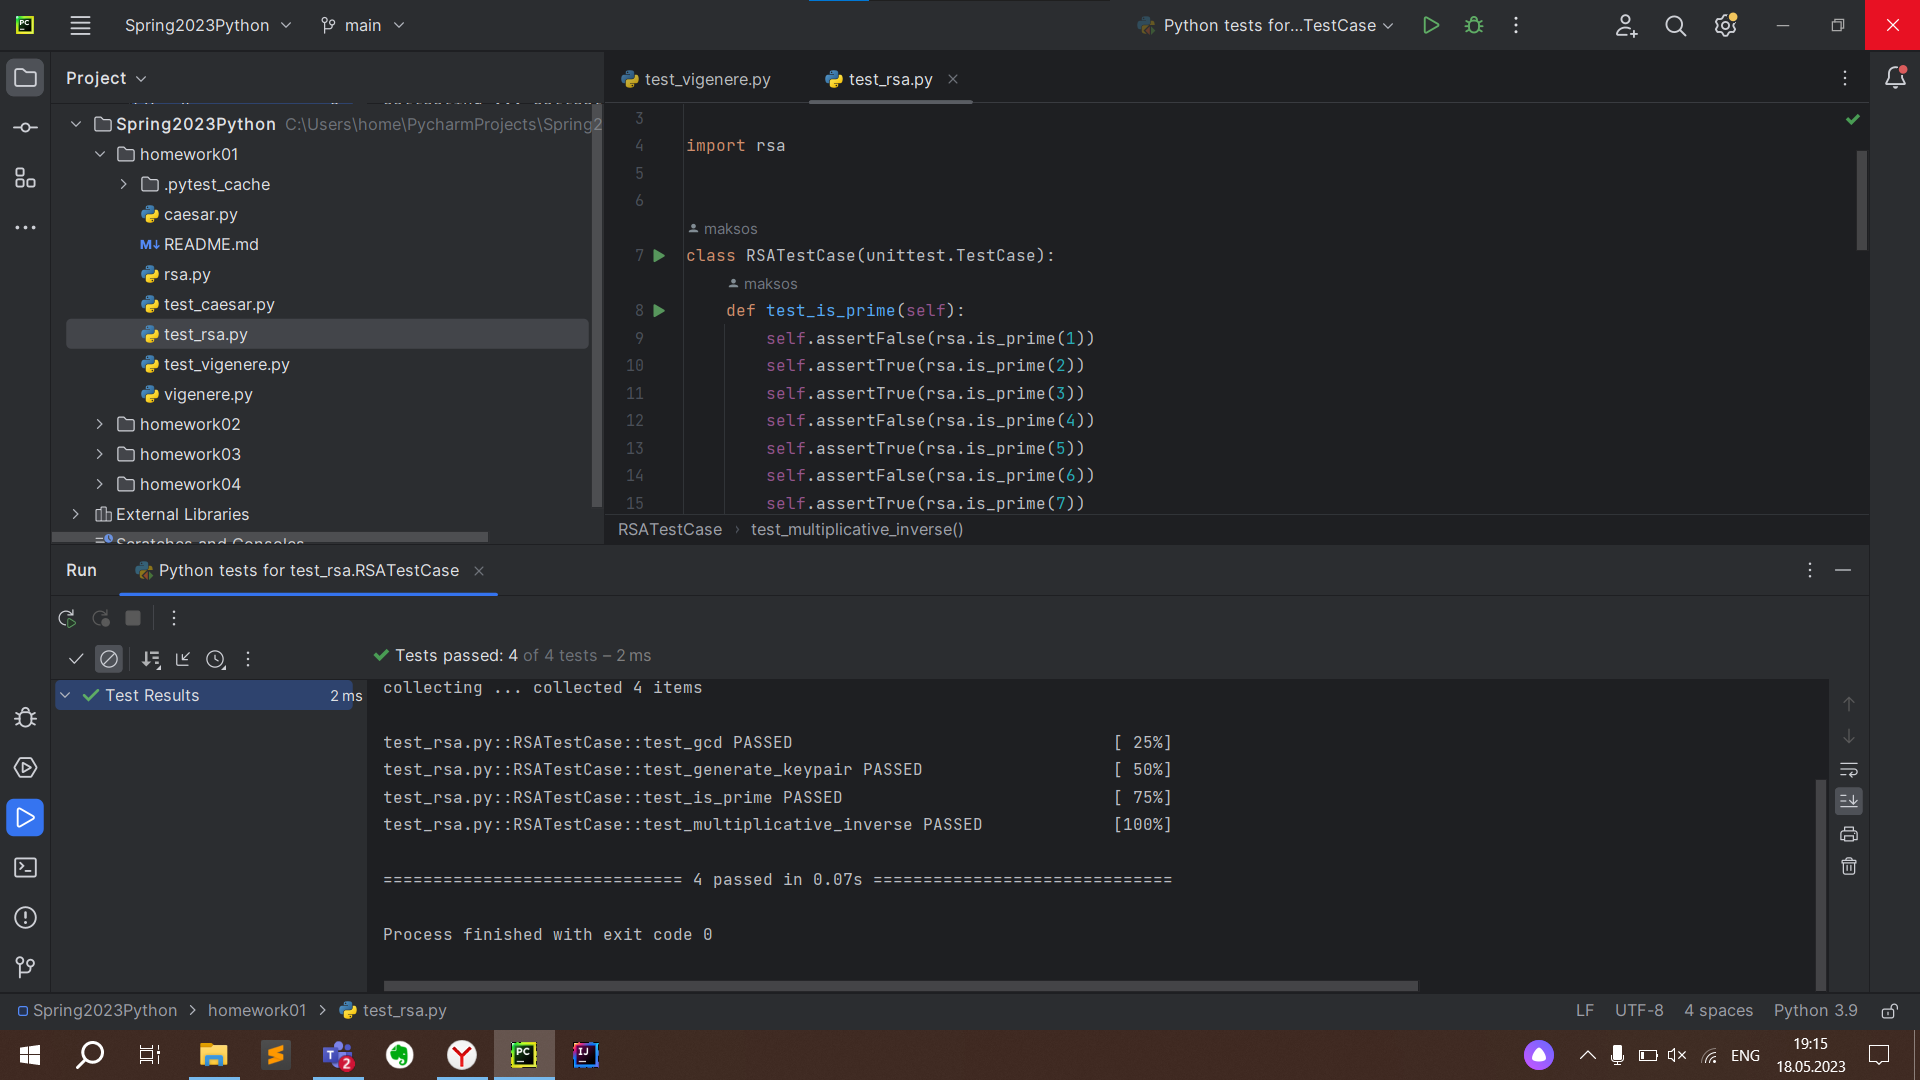 Spring2023Python
main
Python tests for...TestCase
Project
Spring2023Python C:\Users\home\PycharmProjects\Spring2
homework01
.pytest_cache
caesar.py
README.md
rsa.py
test_caesar.py
test_rsa.py
test_vigenere.py
vigenere.py
homework02
homework03
homework04
External Libraries
Scratches and Consoles
test_vigenere.py
test_rsa.py
3
4 import rsa
5
6
maksos
7 class RSATestCase(unittest.TestCase):
maksos
8 def test_is_prime(self):
9 self.assertFalse(rsa.is_prime(1))
10 self.assertTrue(rsa.is_prime(2))
11 self.assertTrue(rsa.is_prime(3))
12 self.assertFalse(rsa.is_prime(4))
13 self.assertTrue(rsa.is_prime(5))
14 self.assertFalse(rsa.is_prime(6))
15 self.assertTrue(rsa.is_prime(7))
RSATestCase › test_multiplicative_inverse()
Run
Python tests for test_rsa.RSATestCase
Tests passed: 4 of 4 tests – 2 ms
Test Results 2 ms
collecting ... collected 4 items
test_rsa.py::RSATestCase::test_gcd PASSED [ 25%]
test_rsa.py::RSATestCase::test_generate_keypair PASSED [ 50%]
test_rsa.py::RSATestCase::test_is_prime PASSED [ 75%]
test_rsa.py::RSATestCase::test_multiplicative_inverse PASSED [100%]
============================== 4 passed in 0.07s ==============================
Process finished with exit code 0
Spring2023Python › homework01 › test_rsa.py
LF UTF-8 4 spaces Python 3.9
ENG
19:15
18.05.2023